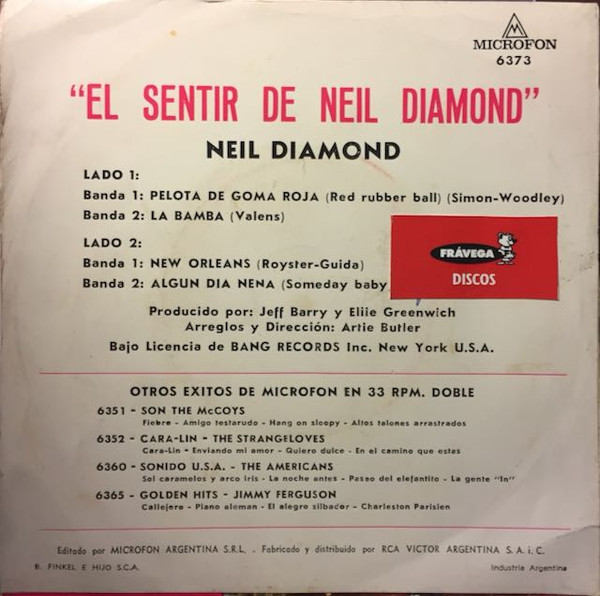 MICROFON
6373
"EL SENTIR DE NEIL DIAMOND"
NEIL DIAMOND
LADO 1:
Banda 1: PELOTA DE GOMA ROJA (Red rubber ball) (Simon-Woodley)
Banda 2: LA BAMBA (Valens)
LADO 2:
Banda 1: NEW ORLEANS (Royster-Guida)
Banda 2: ALGUN DIA NENA (Someday baby
FRÁVEGA
DISCOS
Producido por: Jeff Barry y Ellie Greenwich
Arreglos y Dirección: Artie Butler
Bajo Licencia de BANG RECORDS Inc. New York U.S.A.
OTROS EXITOS DE MICROFON EN 33 RPM. DOBLE
6351 - SON THE McCOYS
Fiebre - Amigo testarudo - Hang on sloopy - Altos talones arrastrados
6352 - CARA-LIN - THE STRANGELOVES
Cara-Lin - Enviando mi amor - Quiero dulce - En el camino que estas
6360 - SONIDO U.S.A. - THE AMERICANS
Sol caramelos y arco iris - La noche antes - Paseo del elefantito - La gente "In"
6365 - GOLDEN HITS - JIMMY FERGUSON
Callejera - Piano aleman - El alegro silbador - Charleston Parisien
Editado por MICROFON ARGENTINA S.R.L. . Fabricado y distribuido por RCA VICTOR ARGENTINA S. A. i. C.
B. FINKEL E HIJO S.C.A.
Industria Argentina